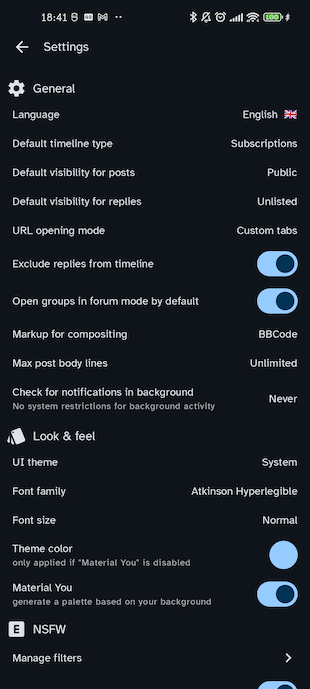 18:41
100
Settings
General
Language English
Default timeline type Subscriptions
Default visibility for posts Public
Default visibility for replies Unlisted
URL opening mode Custom tabs
Exclude replies from timeline
Open groups in forum mode by default
Markup for compositing BBCode
Max post body lines Unlimited
Check for notifications in background Never
No system restrictions for background activity
Look & feel
UI theme System
Font family Atkinson Hyperlegible
Font size Normal
Theme color
only applied if "Material You" is disabled
Material You
generate a palette based on your background
E NSFW
Manage filters